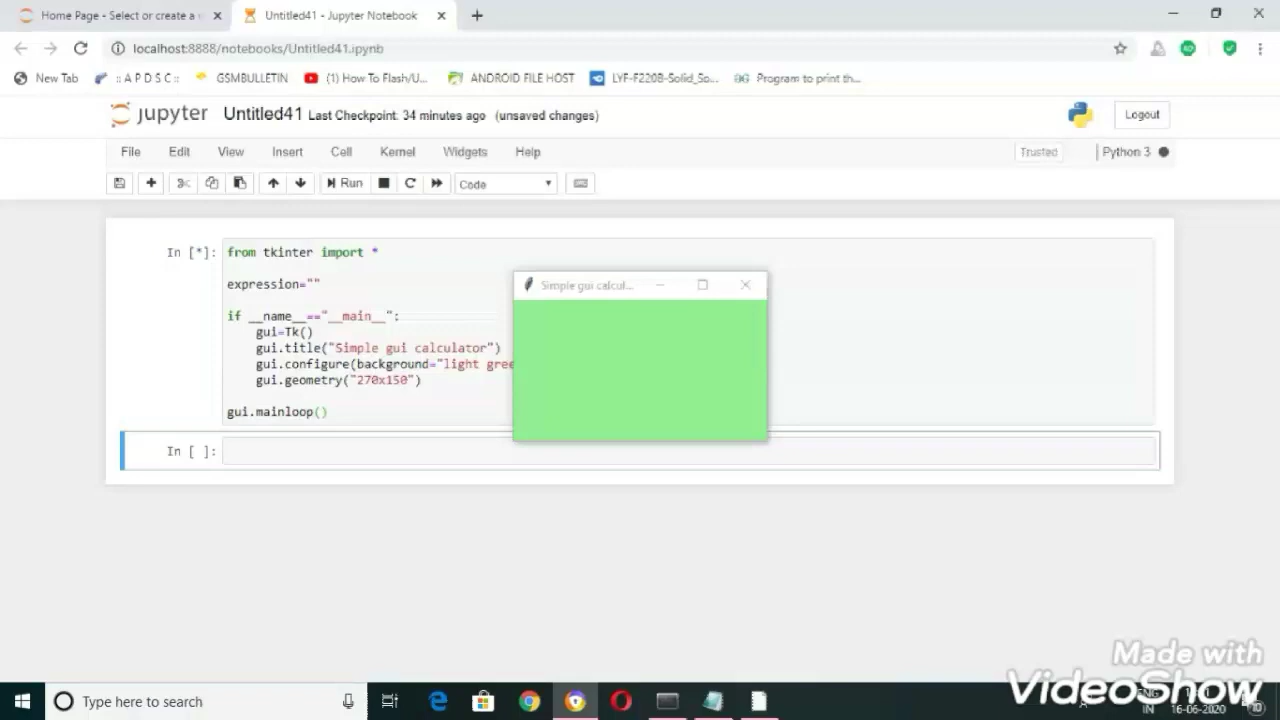 Home Page - Select or create a
Untitled41 - Jupyter Notebook
localhost:8888/notebooks/Untitled41.ipynb
New Tab
:: A P D S C ::
GSMBULLETIN
(1) How To Flash/U...
ANDROID FILE HOST
LYF-F220B-Solid_So...
Program to print th...
jupyter Untitled41 Last Checkpoint: 34 minutes ago (unsaved changes)
Logout
File Edit View Insert Cell Kernel Widgets Help
Trusted
Python 3
Run
Code
In [*]:
from tkinter import *
expression=""
if __name__=="__main__":
gui=Tk()
gui.title("Simple gui calculator")
gui.configure(background="light gree
gui.geometry("270x150")
gui.mainloop()
Simple gui calcul...
In [ ]:
Made with
VideoShow
Type here to search
ENG
IN
16-06-2020
10